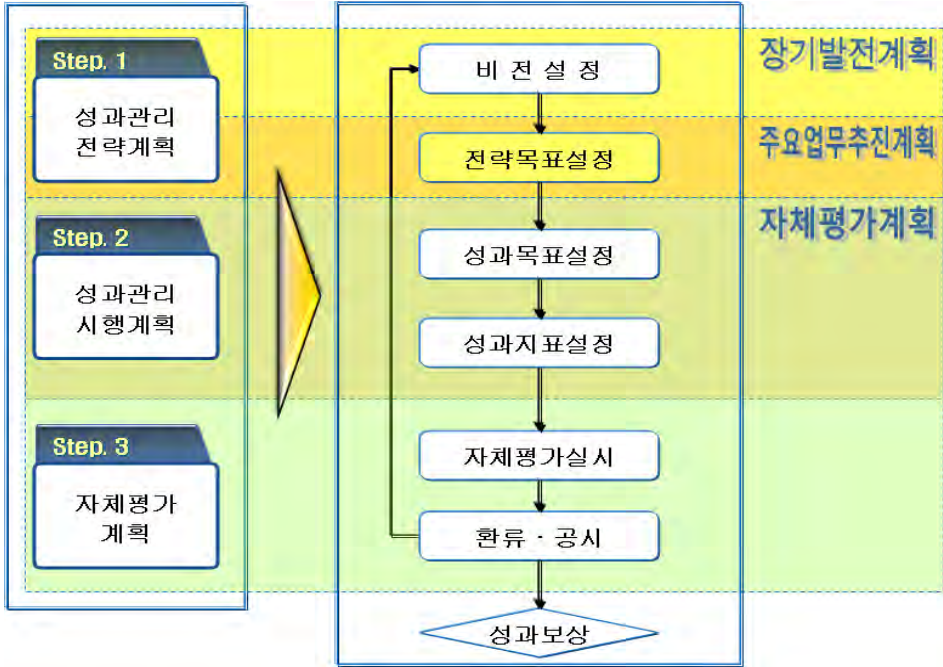 Step. 1
성과관리
전략계획
Step. 2
성과관리
시행계획
Step. 3
자체평가
계획
비 전 설 정
전략목표설정
성과목표설정
성과지표설정
자체평가실시
환류 · 공시
성과보상
장기발전계획
주요업무추진계획
자체평가계획